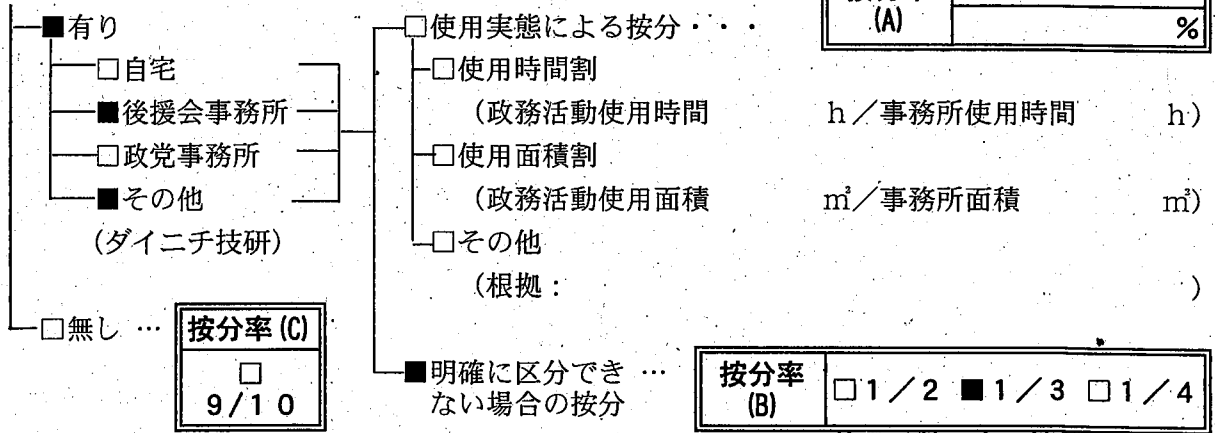 ■有り
□自宅
■後援会事務所
□政党事務所
■その他
(ダイニチ技研)
□無し …
按分率(C)
□
9/10
□使用実態による按分・・・
(A)
%
□使用時間割
(政務活動使用時間 h/事務所使用時間 h)
□使用面積割
(政務活動使用面積 ㎡/事務所面積 ㎡)
□その他
(根拠: )
■明確に区分でき …
ない場合の按分
按分率
(B)
□1/2 ■1/3 □1/4